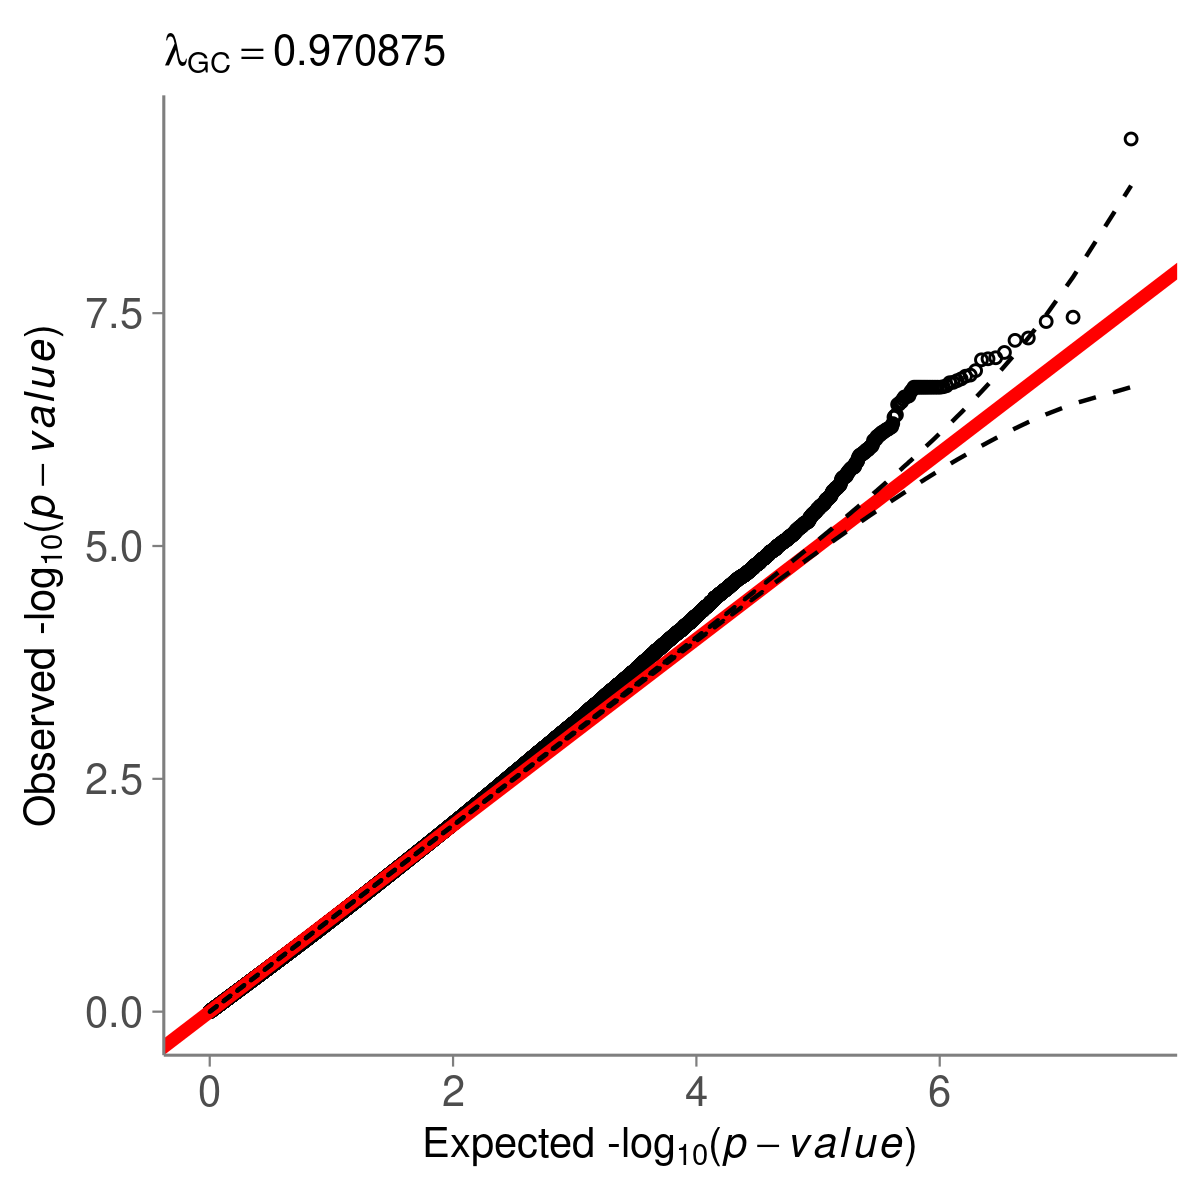 λGC = 0.970875
Observed -log10(p − value)
7.5
5.0
2.5
0.0
0 2 4 6
Expected -log10(p − value)